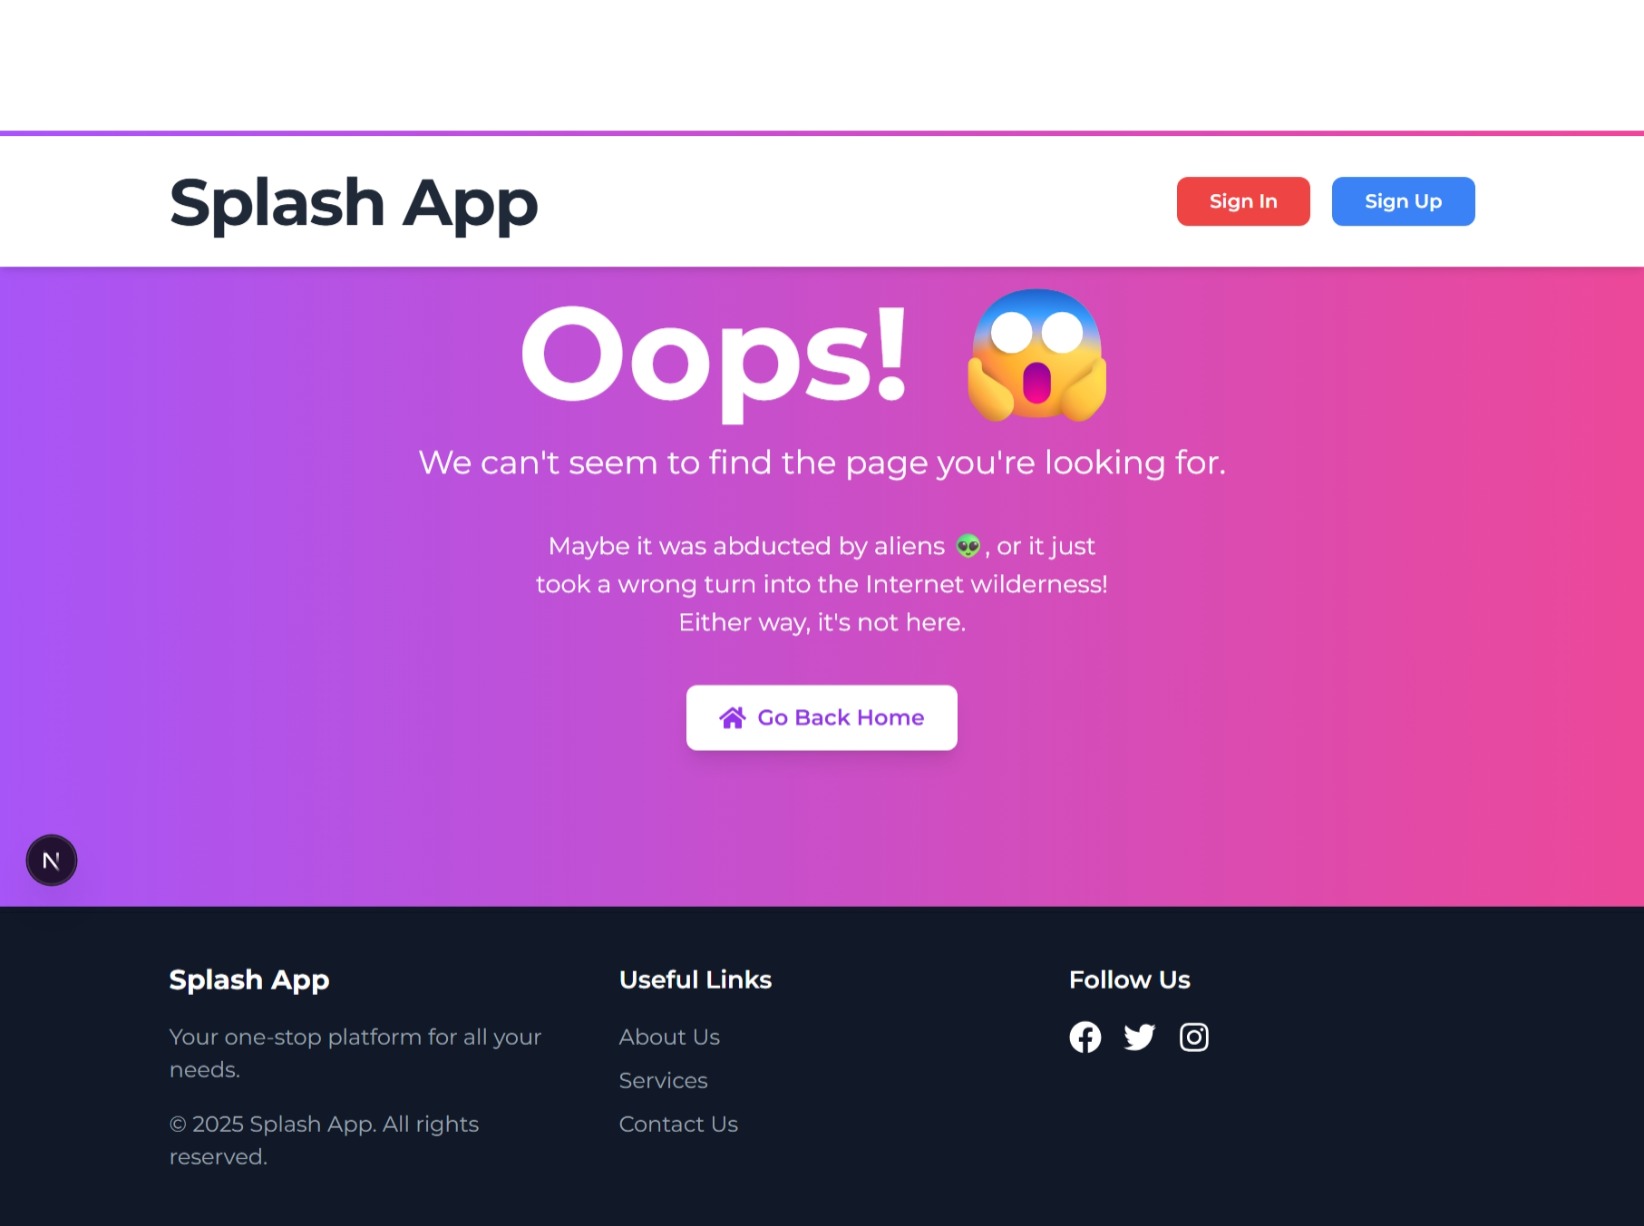 Splash App
Sign In
Sign Up
Oops! 😱
We can't seem to find the page you're looking for.
Maybe it was abducted by aliens 👽, or it just
took a wrong turn into the Internet wilderness!
Either way, it's not here.
Go Back Home
N
Splash App
Your one-stop platform for all your
needs.
© 2025 Splash App. All rights
reserved.
Useful Links
About Us
Services
Contact Us
Follow Us